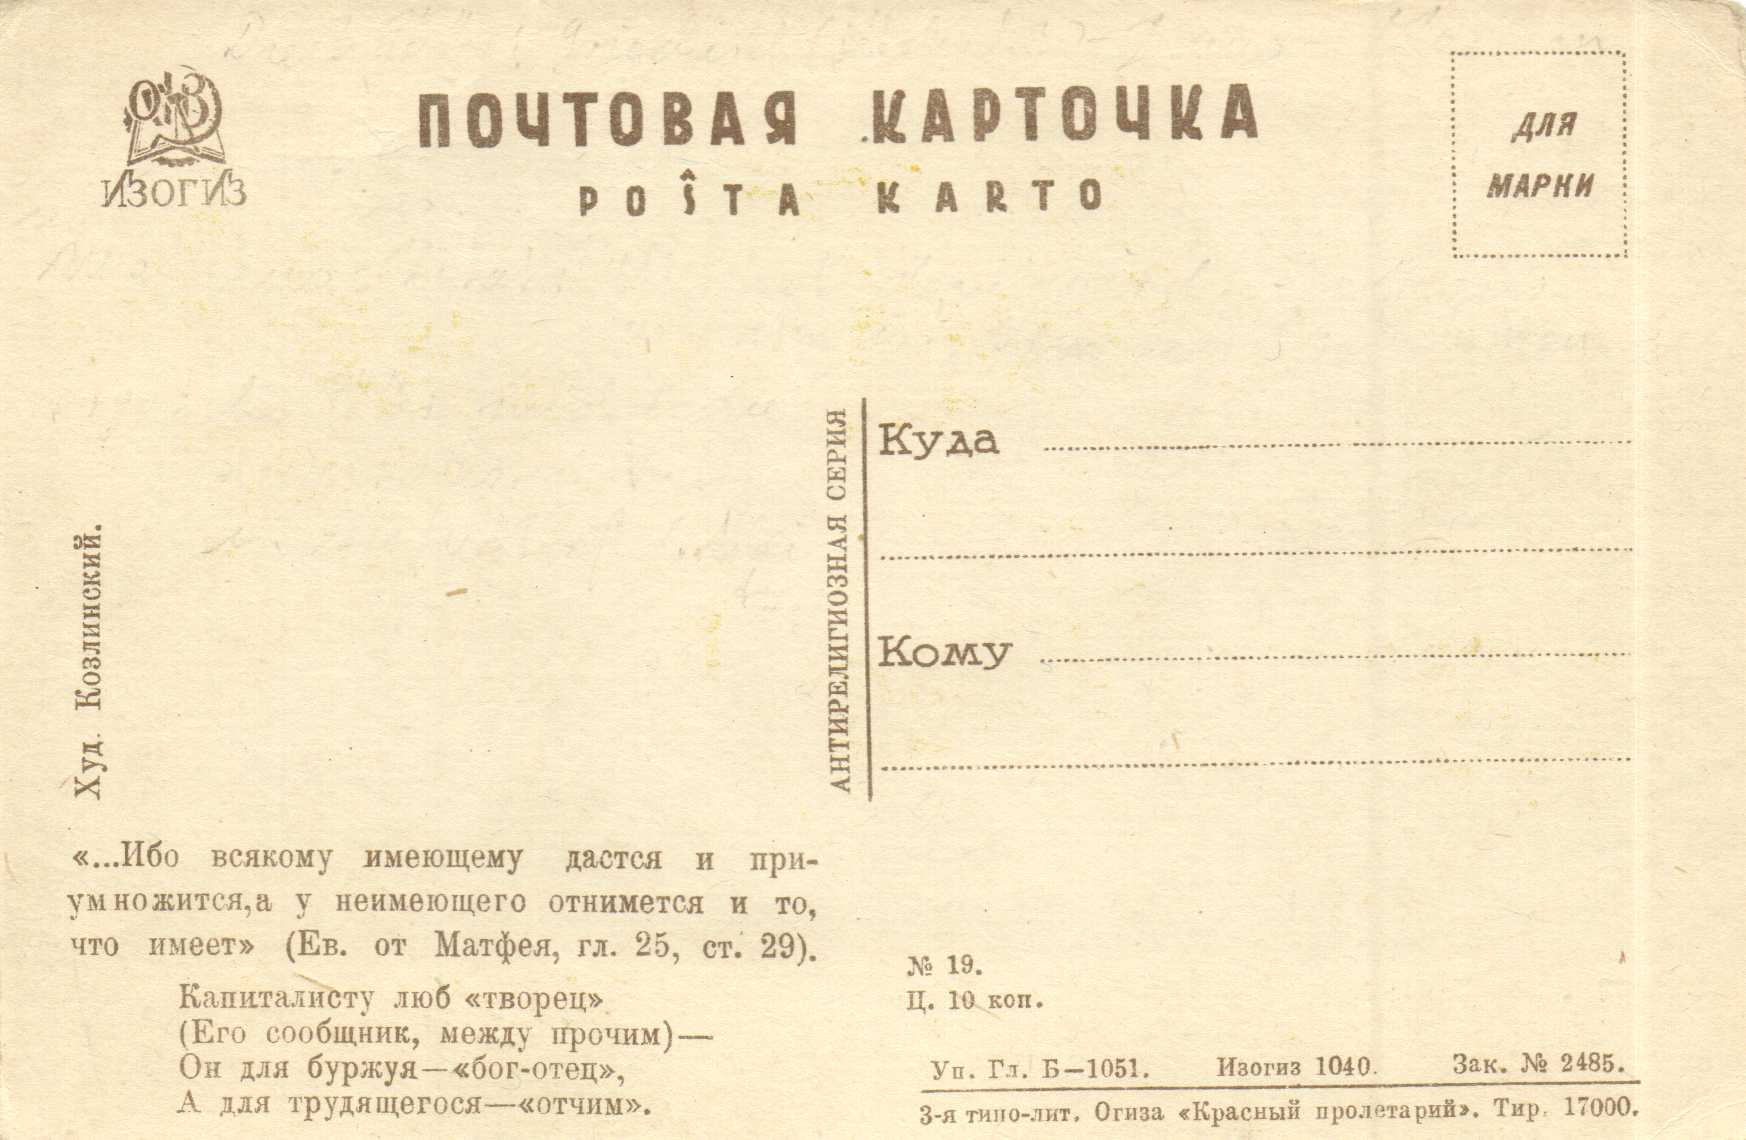 ОГИЗ
ИЗОГИЗ
ПОЧТОВАЯ КАРТОЧКА
POŜTA KARTO
ДЛЯ
МАРКИ
Худ. Козлинский.
АНТИРЕЛИГИОЗНАЯ СЕРИЯ
Куда
Кому
«...Ибо всякому имеющему дастся и при-
умножится,а у неимеющего отнимется и то,
что имеет» (Ев. от Матфея, гл. 25, ст. 29).
Капиталисту люб «творец»
(Его сообщник, между прочим)—
Он для буржуя—«бог-отец»,
А для трудящегося—«отчим».
№ 19.
Ц. 10 коп.
Уп. Гл. Б—1051. Изогиз 1040. Зак. № 2485.
3-я типо-лит. Огиза «Красный пролетарий». Тир. 17000.